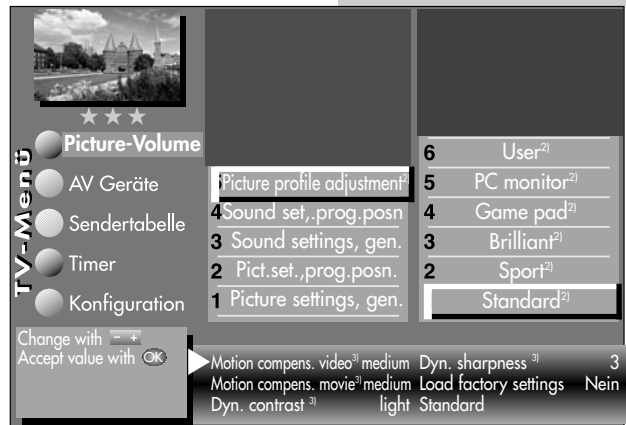 TV-Menü
Picture-Volume
AV Geräte
Sendertabelle
Timer
Konfiguration
Picture profile adjustment2)
4 Sound set,.prog.posn
3 Sound settings, gen.
2 Pict.set.,prog.posn.
1 Picture settings, gen.
6 User2)
5 PC monitor2)
4 Game pad2)
3 Brilliant2)
2 Sport2)
Standard2)
Change with - +
Accept value with OK
Motion compens. video3) medium Dyn. sharpness 3) 3
Motion compens. movie3) medium Load factory settings Nein
Dyn. contrast 3) light Standard